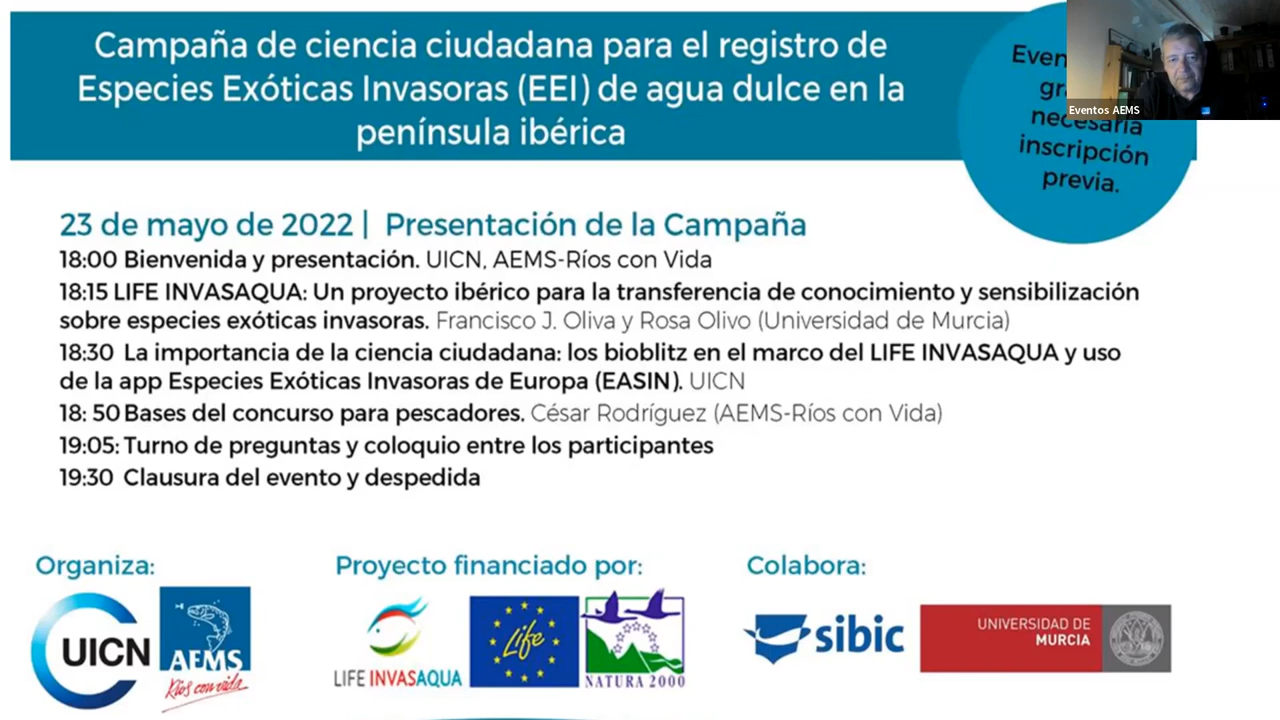 Campaña de ciencia ciudadana para el registro de
Especies Exóticas Invasoras (EEI) de agua dulce en la
península ibérica
necesaria
inscripción
previa.
Eventos AEMS
23 de mayo de 2022 | Presentación de la Campaña
18:00 Bienvenida y presentación. UICN, AEMS-Ríos con Vida
18:15 LIFE INVASAQUA: Un proyecto ibérico para la transferencia de conocimiento y sensibilización
sobre especies exóticas invasoras. Francisco J. Oliva y Rosa Olivo (Universidad de Murcia)
18:30 La importancia de la ciencia ciudadana: los bioblitz en el marco del LIFE INVASAQUA y uso
de la app Especies Exóticas Invasoras de Europa (EASIN). UICN
18: 50 Bases del concurso para pescadores. César Rodríguez (AEMS-Ríos con Vida)
19:05: Turno de preguntas y coloquio entre los participantes
19:30 Clausura del evento y despedida
Organiza:
UICN
AEMS
Ríos con vida
Proyecto financiado por:
LIFE INVASAQUA
Life
NATURA 2000
Colabora:
sibic
UNIVERSIDAD DE
MURCIA